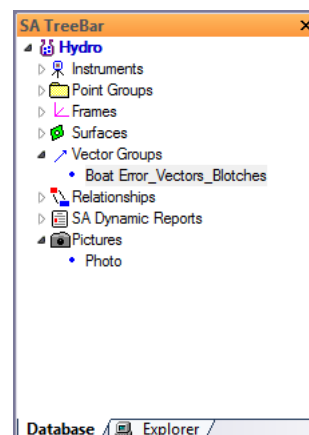 SA TreeBar
Hydro
Instruments
Point Groups
Frames
Surfaces
Vector Groups
Boat Error_Vectors_Blotches
Relationships
SA Dynamic Reports
Pictures
Photo
Database Explorer